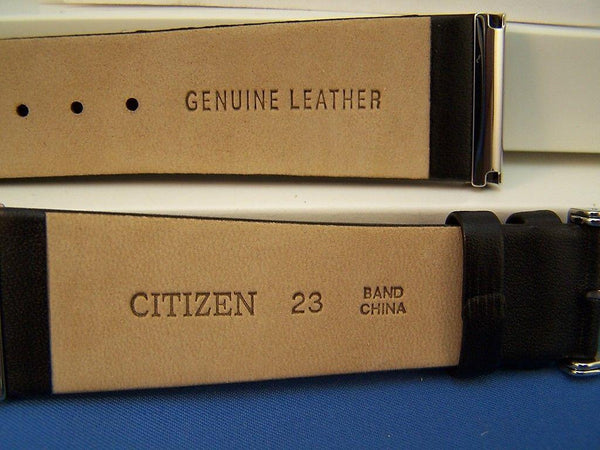 GENUINE LEATHER
CITIZEN 23 BAND
CHINA